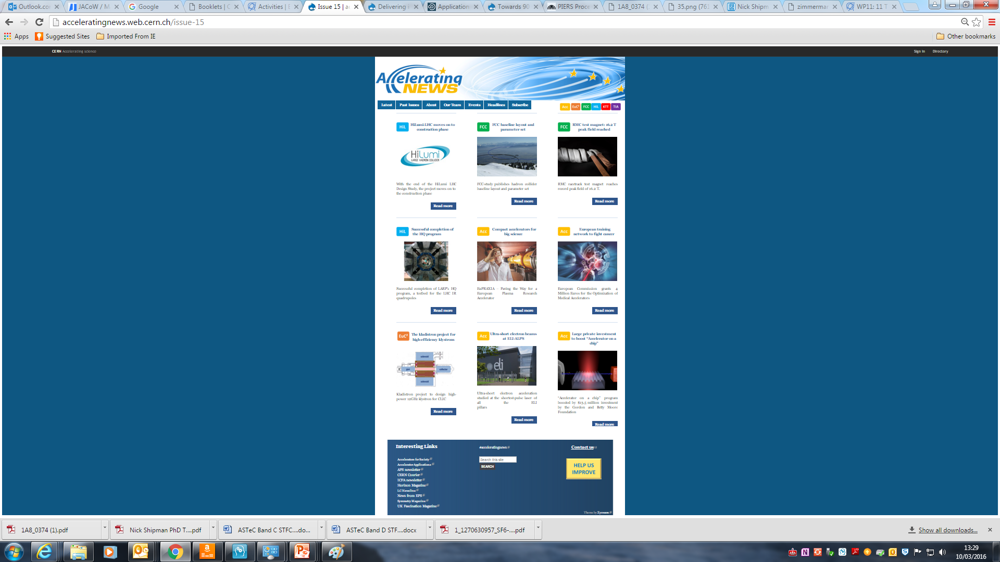 Outlook.co
JACoW / M
Google
Booklets | C
Activities | E
Issue 15 | a
Delivering
Application
Towards 90
PIERS Proce
1A8_0374 (
35.png (761
Nick Shipm
zimmermar
WP11: 11 T
acceleratingnews.web.cern.ch/issue-15
Apps
Suggested Sites
Imported From IE
Other bookmarks
CERN Accelerating science
Sign in
Directory
Accelerating
NEWS
Latest
Past Issues
About
Our Team
Events
Headlines
Subscribe
Acc
EuC²
FCC
HiL
KTT
TIA
HiL
HiLumi-LHC moves on to
construction phase
HiLumi
LARGE HADRON COLLIDER
With the end of the HiLumi LHC
Design Study, the project moves on to
the construction phase
Read more
FCC
FCC baseline layout and
parameter set
FCC-study publishes hadron collider
baseline layout and parameter set
Read more
FCC
RMC test magnet: 16.2 T
peak field reached
RMC racetrack test magnet reaches
record peak field of 16.2 T.
Read more
HiL
Successful completion of
the HQ program
Successful completion of LARP's HQ
program, a testbed for the LHC IR
quadrupoles
Read more
Acc
Compact accelerators for
big science
EuPRAXIA – Paving the Way for a
European Plasma Research
Accelerator
Read more
Acc
European training
network to fight cancer
European Commission grants 4
Million Euros for the Optimization of
Medical Accelerators
Read more
EuC²
The kladistron project for
high-efficiency klystrons
solenoid
gun
collector
solenoid
Kladistron project to design high-
power 12GHz klystron for CLIC
Read more
Acc
Ultra-short electron beams
at ELI-ALPS
eli
Ultra-short electron acceleration
studied at the shortest-pulse laser of
all the ELI
pillars
Read more
Acc
Large private investment
to boost “Accelerator on a
chip”
“Accelerator on a chip” program
boosted by $13.5 million investment
by the Gordon and Betty Moore
Foundation
Read more
Interesting Links
Accelerators for Society
Accelerator Applications
APS newsletter
CERN Courier
ICFA newsletter
Horizon Magazine
LC Newsline
News from EPS
Symmetry Magazine
UK Fascination Magazine
#acceleratingnews
Search this site
SEARCH
Contact us
HELP US
IMPROVE
Theme by Zyxware
1A8_0374 (1).pdf
Nick Shipman PhD T....pdf
ASTeC Band C STFC....do...
ASTeC Band D STF....docx
1_1270630957_SF6-....pdf
Show all downloads...
13:29
10/03/2016